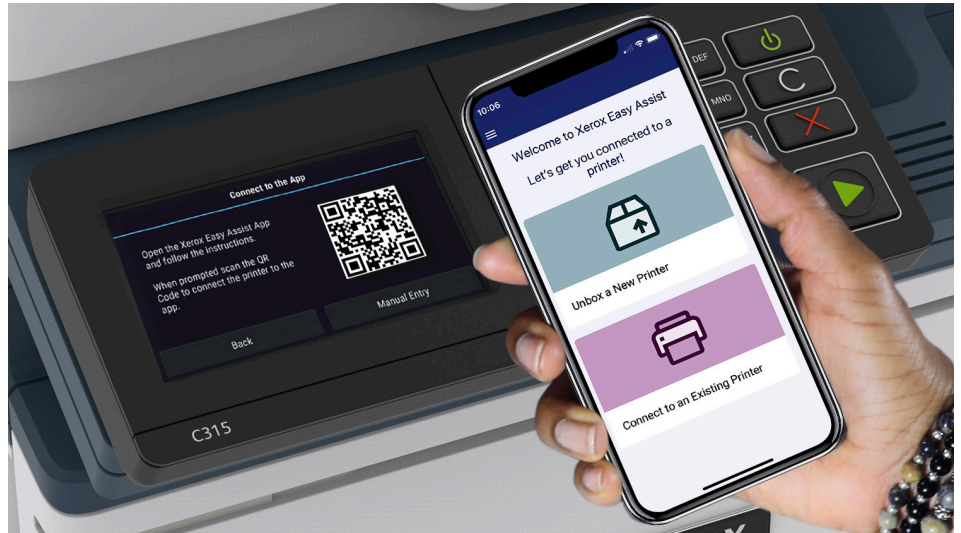 Connect to the App
Open the Xerox Easy Assist App
and follow the instructions.
When prompted scan the QR
Code to connect the printer to the
app.
Back
Manual Entry
C315
10:06
Welcome to Xerox Easy Assist
Let's get you connected to a
printer!
Unbox a New Printer
Connect to an Existing Printer
DEF
MNO
C